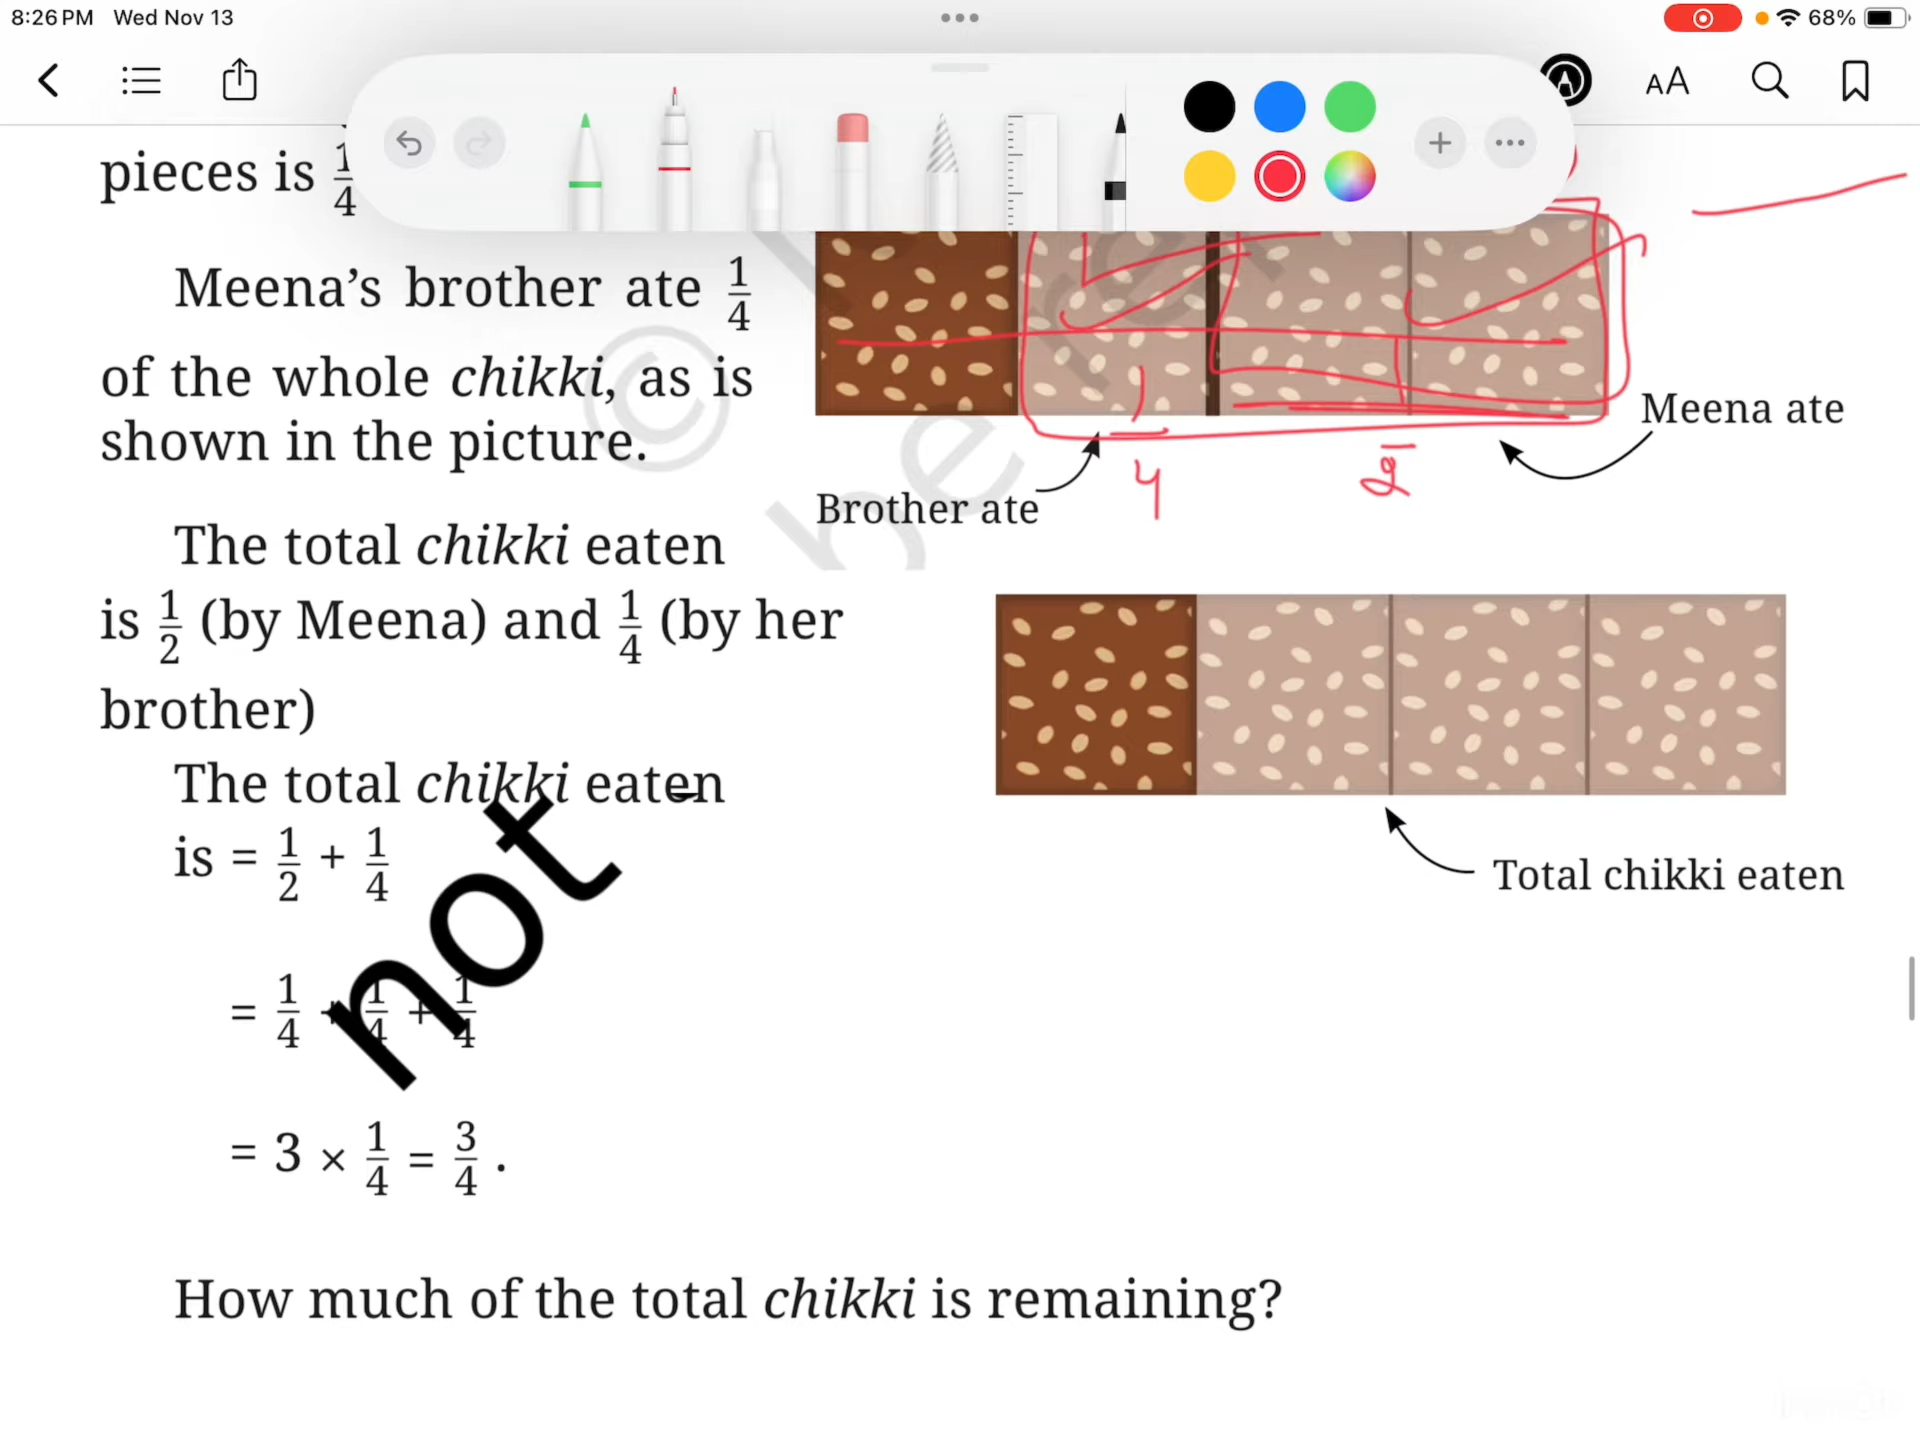 8:26 PM Wed Nov 13
68%
AA
pieces is 1/4
Meena’s brother ate 1/4
of the whole chikki, as is
shown in the picture.
Meena ate
Brother ate
1/4
The total chikki eaten
is 1/2 (by Meena) and 1/4 (by her
brother)
The total chikki eaten
is = 1/2 + 1/4
Total chikki eaten
= 1/4 + 1/4 + 1/4
not
= 3 × 1/4 = 3/4 .
How much of the total chikki is remaining?